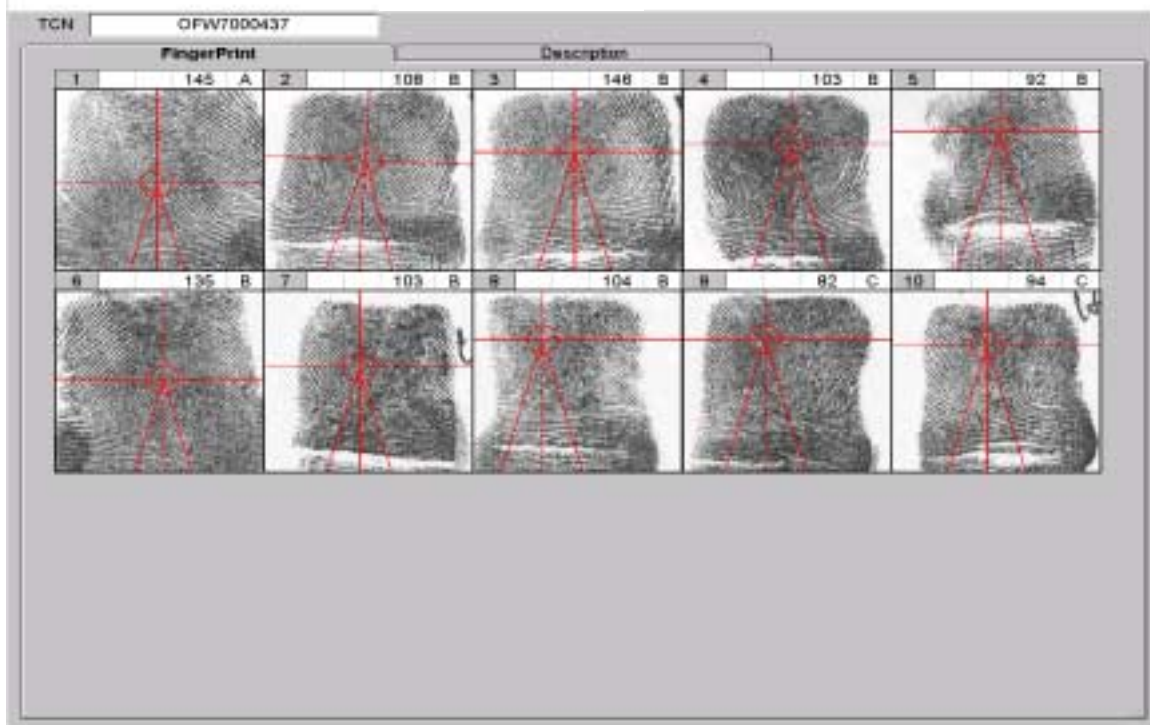 TCN OFW7000437
FingerPrint Description
1 145 A 2 108 B 3 146 B 4 103 B 5 92 B
6 135 B 7 103 B 8 104 B 9 92 C 10 94 C